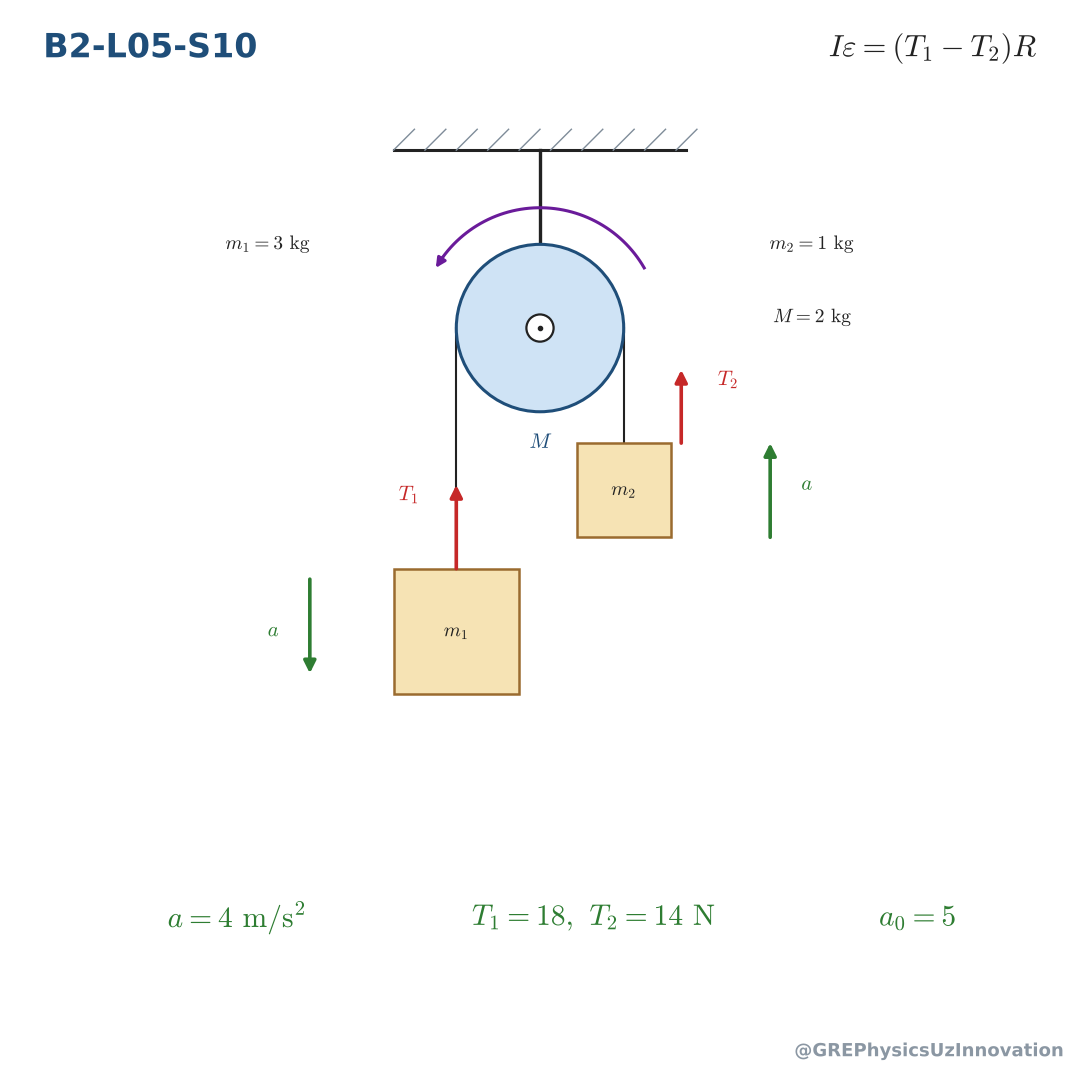 B2-L05-S10
Iε = (T₁ − T₂)R
m₁ = 3 kg
m₂ = 1 kg
M = 2 kg
T₂
M
a
m₂
T₁
a
m₁
a = 4 m/s²
T₁ = 18, T₂ = 14 N
a₀ = 5
@GREPhysicsUzInnovation